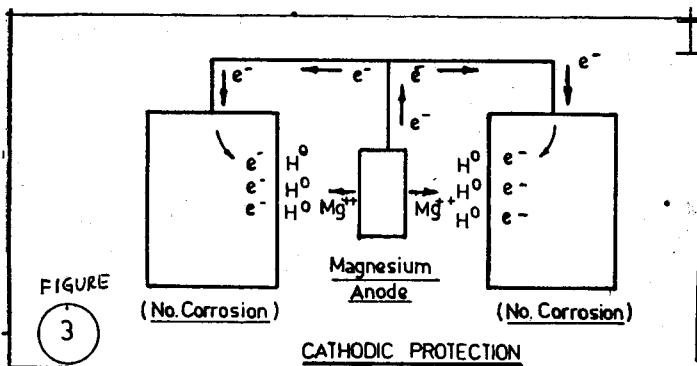 e⁻ e⁻ e⁻ e⁻
e⁻
e⁻ H⁰ H⁰ e⁻
e⁻ H⁰ H⁰ e⁻
e⁻ H⁰ Mg⁺⁺ Mg⁺⁺ H⁰ e⁻
Magnesium
Anode
(No. Corrosion) (No. Corrosion)
FIGURE
3
CATHODIC PROTECTION